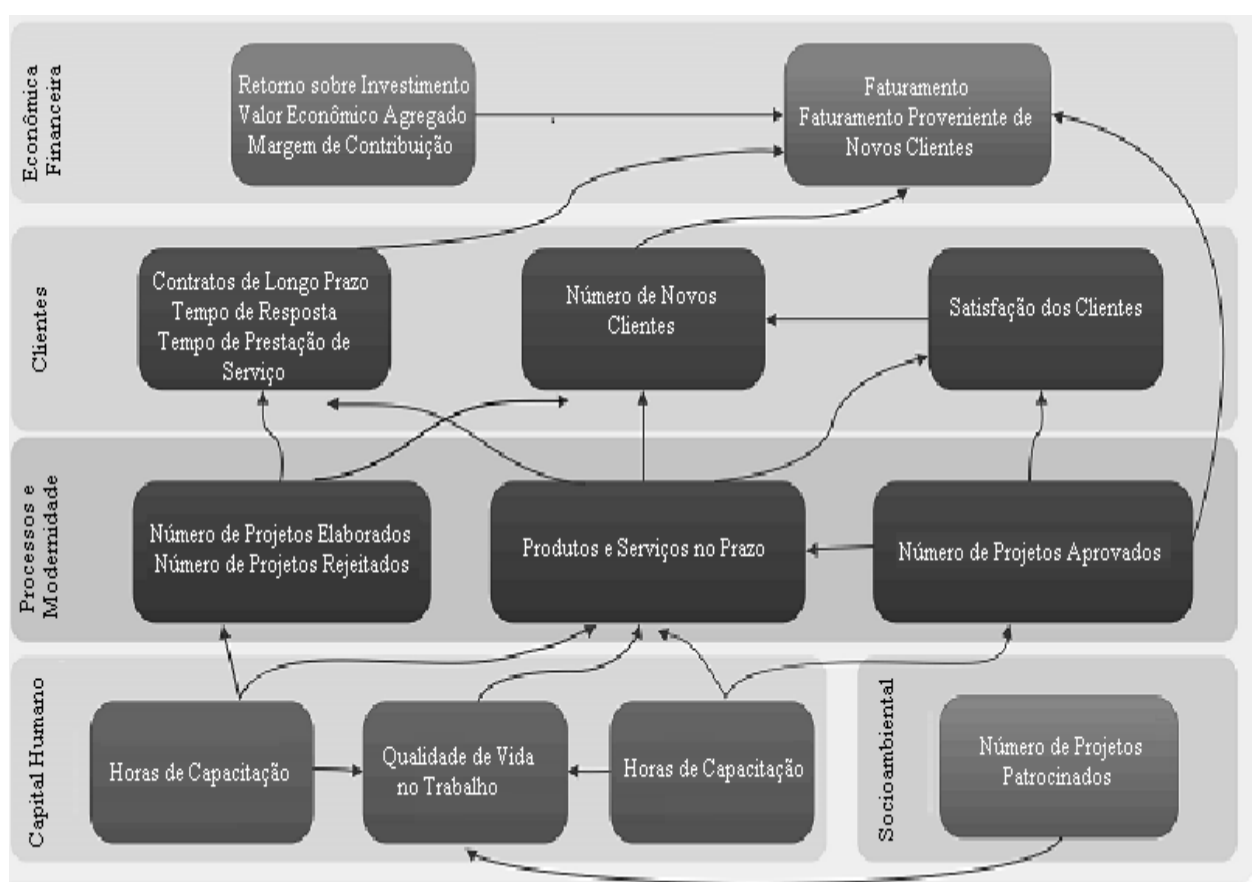 Econômica
Financeira
Retorno sobre Investimento
Valor Econômico Agregado
Margem de Contribuição
Faturamento
Faturamento Proveniente de
Novos Clientes
Clientes
Contratos de Longo Prazo
Tempo de Resposta
Tempo de Prestação de
Serviço
Número de Novos
Clientes
Satisfação dos Clientes
Processos e
Modernidade
Número de Projetos Elaborados
Número de Projetos Rejeitados
Produtos e Serviços no Prazo
Número de Projetos Aprovados
Capital Humano
Horas de Capacitação
Qualidade de Vida
no Trabalho
Horas de Capacitação
Socioambiental
Número de Projetos
Patrocinados